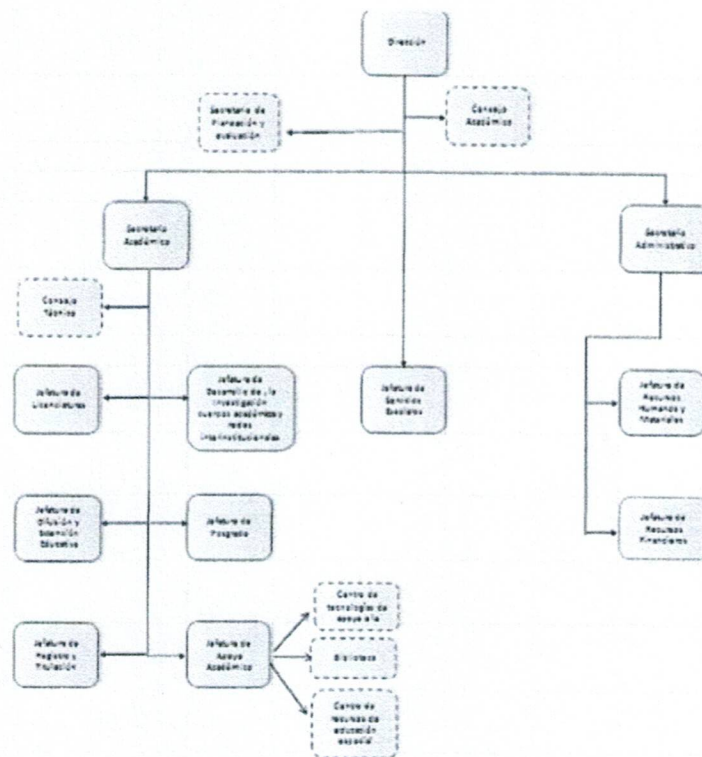 Dirección
Secretaría de
Planeación y
evaluación
Consejo
Académico
Secretaría
Académica
Secretaría
Administrativa
Consejo
Técnico
Jefatura de
Licenciaturas
Jefatura de
Desarrollo de la
Investigación
cuerpos académicos y
redes
interinstitucionales
Jefatura de
Servicios
Escolares
Jefatura de
Recursos
Humanos y
Materiales
Jefatura de
Difusión y
Extensión
Educativa
Jefatura de
Posgrado
Jefatura de
Recursos
Financieros
Jefatura de
Registro y
Titulación
Jefatura de
Apoyo
Académico
Centro de
tecnologías de
apoyo a la
Biblioteca
Centro de
recursos de
educación
especial